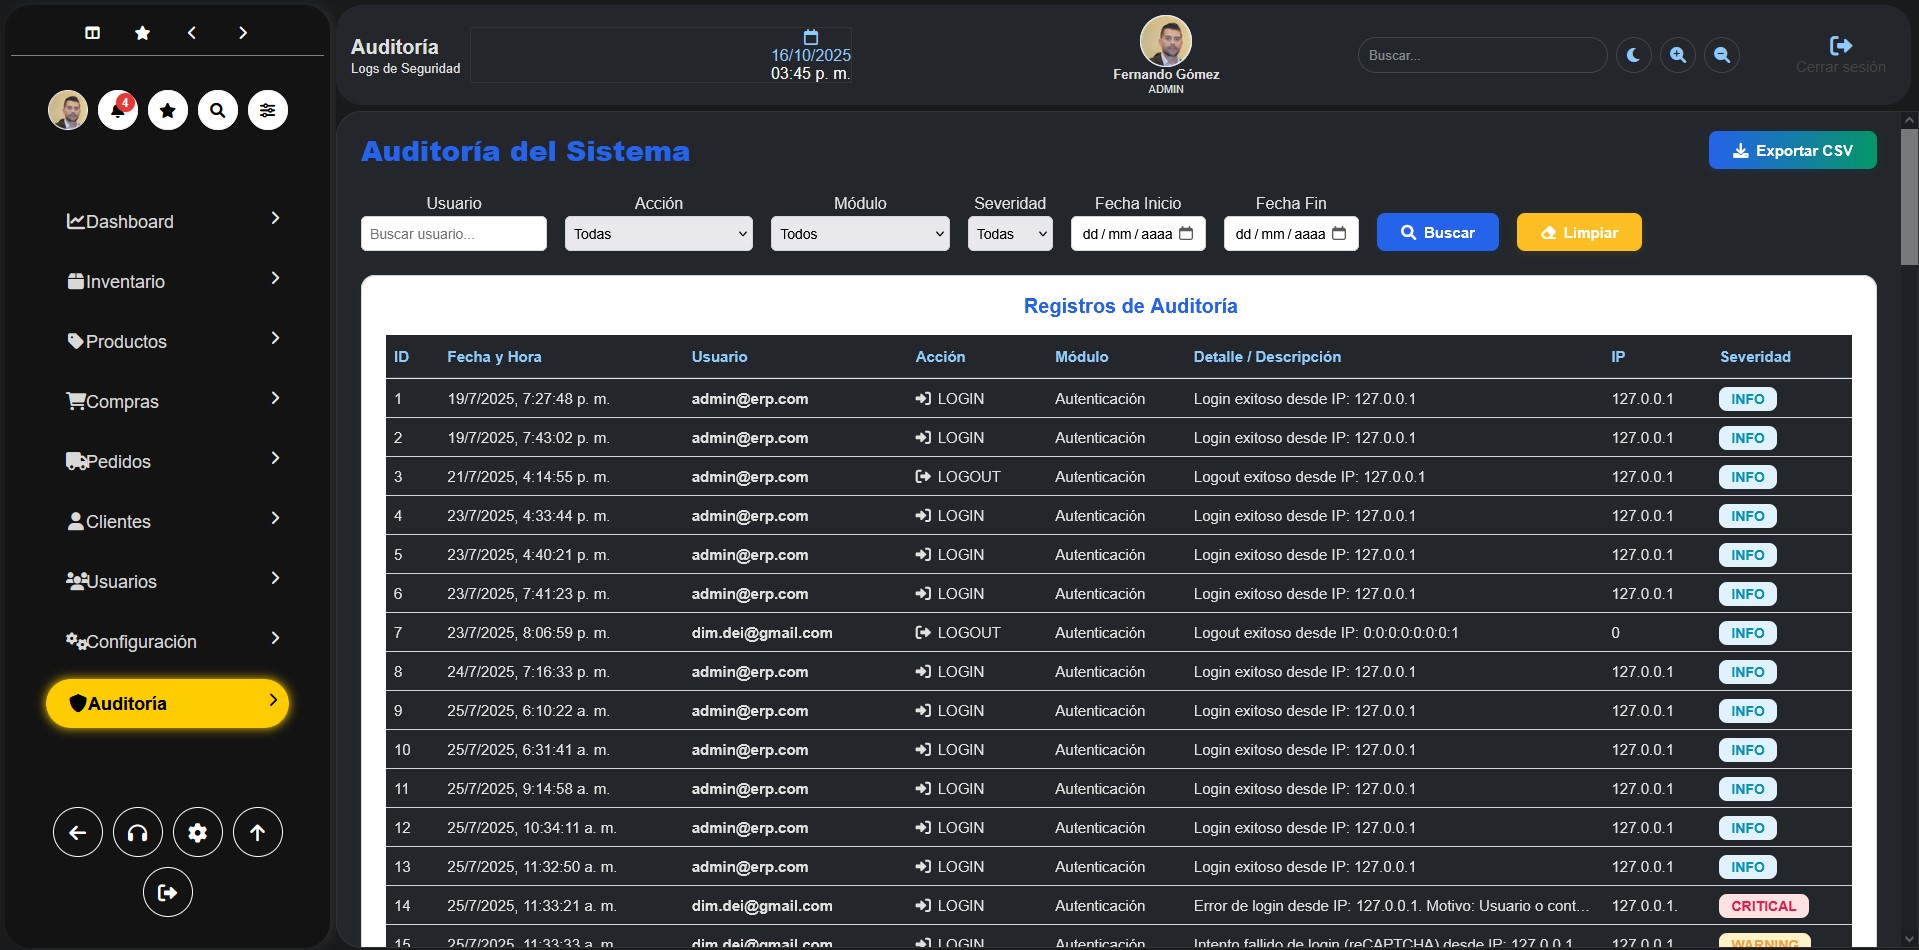 4
Dashboard
Inventario
Productos
Compras
Pedidos
Clientes
Usuarios
Configuración
Auditoría
Auditoría
Logs de Seguridad
16/10/2025
03:45 p. m.
Fernando Gómez
ADMIN
Buscar...
Cerrar sesión
Auditoría del Sistema
Exportar CSV
Usuario Acción Módulo Severidad Fecha Inicio Fecha Fin
Buscar usuario... Todas Todos Todas dd / mm / aaaa dd / mm / aaaa Buscar Limpiar
Registros de Auditoría
ID Fecha y Hora Usuario Acción Módulo Detalle / Descripción IP Severidad
1 19/7/2025, 7:27:48 p. m. admin@erp.com LOGIN Autenticación Login exitoso desde IP: 127.0.0.1 127.0.0.1 INFO
2 19/7/2025, 7:43:02 p. m. admin@erp.com LOGIN Autenticación Login exitoso desde IP: 127.0.0.1 127.0.0.1 INFO
3 21/7/2025, 4:14:55 p. m. admin@erp.com LOGOUT Autenticación Logout exitoso desde IP: 127.0.0.1 127.0.0.1 INFO
4 23/7/2025, 4:33:44 p. m. admin@erp.com LOGIN Autenticación Login exitoso desde IP: 127.0.0.1 127.0.0.1 INFO
5 23/7/2025, 4:40:21 p. m. admin@erp.com LOGIN Autenticación Login exitoso desde IP: 127.0.0.1 127.0.0.1 INFO
6 23/7/2025, 7:41:23 p. m. admin@erp.com LOGIN Autenticación Login exitoso desde IP: 127.0.0.1 127.0.0.1 INFO
7 23/7/2025, 8:06:59 p. m. dim.dei@gmail.com LOGOUT Autenticación Logout exitoso desde IP: 0:0:0:0:0:0:0:1 0 INFO
8 24/7/2025, 7:16:33 p. m. admin@erp.com LOGIN Autenticación Login exitoso desde IP: 127.0.0.1 127.0.0.1 INFO
9 25/7/2025, 6:10:22 a. m. admin@erp.com LOGIN Autenticación Login exitoso desde IP: 127.0.0.1 127.0.0.1 INFO
10 25/7/2025, 6:31:41 a. m. admin@erp.com LOGIN Autenticación Login exitoso desde IP: 127.0.0.1 127.0.0.1 INFO
11 25/7/2025, 9:14:58 a. m. admin@erp.com LOGIN Autenticación Login exitoso desde IP: 127.0.0.1 127.0.0.1 INFO
12 25/7/2025, 10:34:11 a. m. admin@erp.com LOGIN Autenticación Login exitoso desde IP: 127.0.0.1 127.0.0.1 INFO
13 25/7/2025, 11:32:50 a. m. admin@erp.com LOGIN Autenticación Login exitoso desde IP: 127.0.0.1 127.0.0.1 INFO
14 25/7/2025, 11:33:21 a. m. dim.dei@gmail.com LOGIN Autenticación Error de login desde IP: 127.0.0.1. Motivo: Usuario o cont... 127.0.0.1. CRITICAL
15 25/7/2025, 11:33:33 a. m. dim.dei@gmail.com LOGIN Autenticación Intento fallido de login (reCAPTCHA) desde IP: 127.0.0.1 127.0.0.1 WARNING